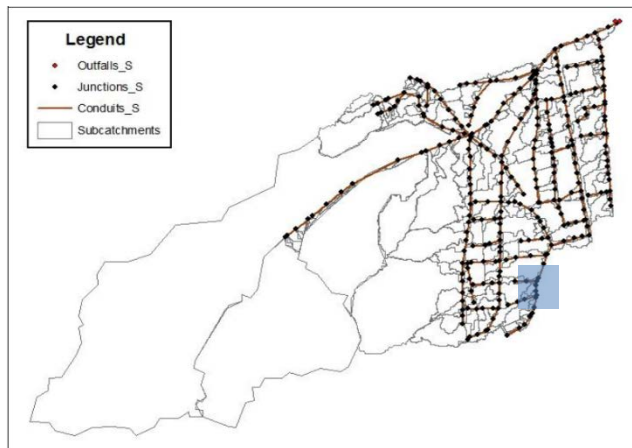 Legend
Outfalls_S
Junctions_S
Conduits_S
Subcatchments